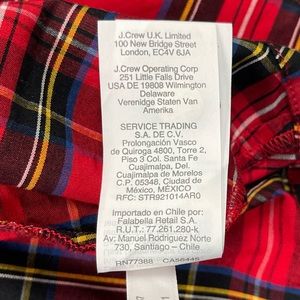 J.Crew U.K. Limited
100 New Bridge Street
London, EC4V 6JA
J.Crew Operating Corp
251 Little Falls Drive
USA DE 19808 Wilmington
Delaware
Verenidge Staten Van
Amerika
SERVICE TRADING
S.A. DE C.V.
Prolongación Vasco
de Quiroga 4800, Torre 2,
Piso 3 Col. Santa Fe
Cuajimalpa, Del.
Cuajimalpa de Morelos
C.P. 05348, Ciudad de
México, MÉXICO
RFC: STR921014AR0
Importado en Chile por:
Falabella Retail S.A.
R.U.T.: 77.261.280-k
Av: Manuel Rodriguez Norte
730, Santiago – Chile
RN77388 CA56445